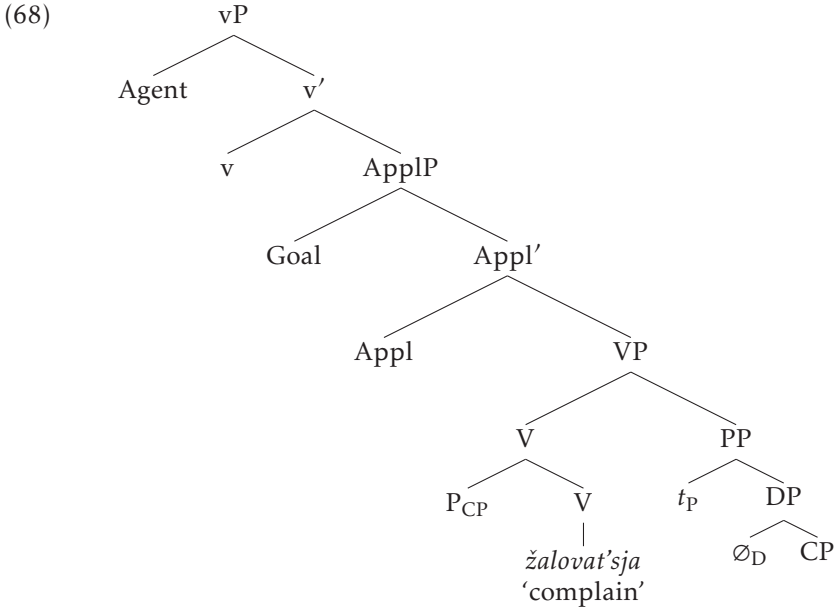 (68) vP
Agent v'
v ApplP
Goal Appl'
Appl VP
V PP
P_CP V t_P DP
žalovat'sja ∅_D CP
'complain'